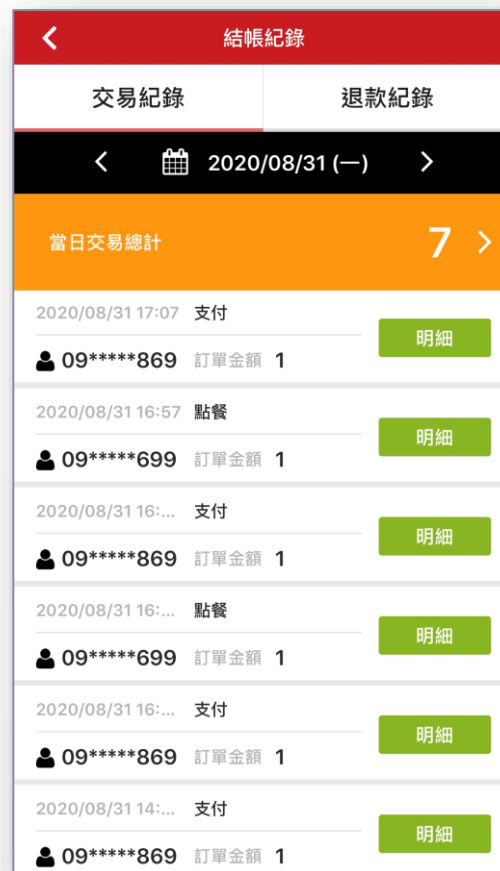 結帳紀錄
交易紀錄 退款紀錄
2020/08/31 (一)
當日交易總計 7
2020/08/31 17:07 支付
明細
09*****869 訂單金額 1
2020/08/31 16:57 點餐
明細
09*****699 訂單金額 1
2020/08/31 16:... 支付
明細
09*****869 訂單金額 1
2020/08/31 16:... 點餐
明細
09*****699 訂單金額 1
2020/08/31 16:... 支付
明細
09*****869 訂單金額 1
2020/08/31 14:... 支付
明細
09*****869 訂單金額 1